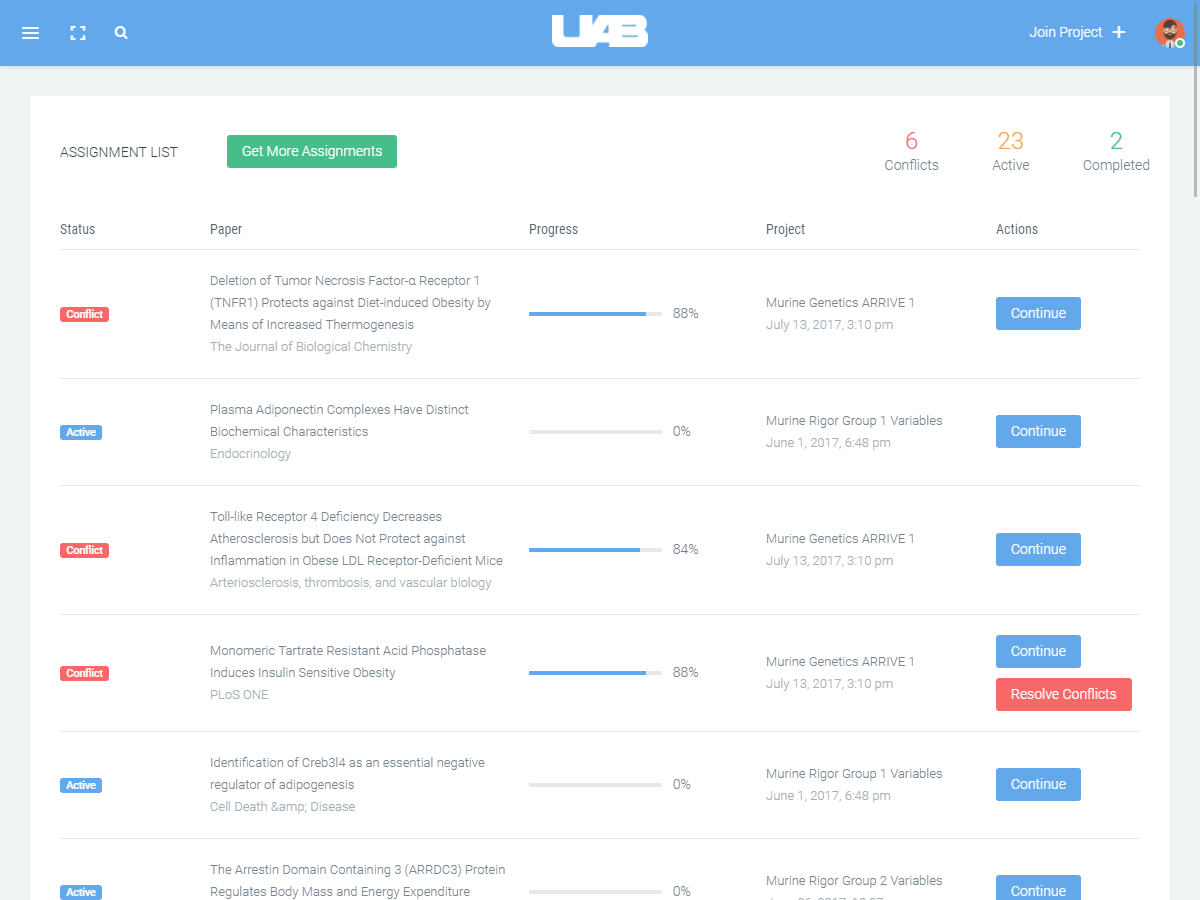 UAB
Join Project
ASSIGNMENT LIST
Get More Assignments
6
Conflicts
23
Active
2
Completed
Status
Paper
Progress
Project
Actions
Conflict
Deletion of Tumor Necrosis Factor-α Receptor 1
(TNFR1) Protects against Diet-induced Obesity by
Means of Increased Thermogenesis
The Journal of Biological Chemistry
88%
Murine Genetics ARRIVE 1
July 13, 2017, 3:10 pm
Continue
Active
Plasma Adiponectin Complexes Have Distinct
Biochemical Characteristics
Endocrinology
0%
Murine Rigor Group 1 Variables
June 1, 2017, 6:48 pm
Continue
Conflict
Toll-like Receptor 4 Deficiency Decreases
Atherosclerosis but Does Not Protect against
Inflammation in Obese LDL Receptor-Deficient Mice
Arteriosclerosis, thrombosis, and vascular biology
84%
Murine Genetics ARRIVE 1
July 13, 2017, 3:10 pm
Continue
Conflict
Monomeric Tartrate Resistant Acid Phosphatase
Induces Insulin Sensitive Obesity
PLoS ONE
88%
Murine Genetics ARRIVE 1
July 13, 2017, 3:10 pm
Continue
Resolve Conflicts
Active
Identification of Creb3l4 as an essential negative
regulator of adipogenesis
Cell Death &amp; Disease
0%
Murine Rigor Group 1 Variables
June 1, 2017, 6:48 pm
Continue
Active
The Arrestin Domain Containing 3 (ARRDC3) Protein
Regulates Body Mass and Energy Expenditure
0%
Murine Rigor Group 2 Variables
Continue